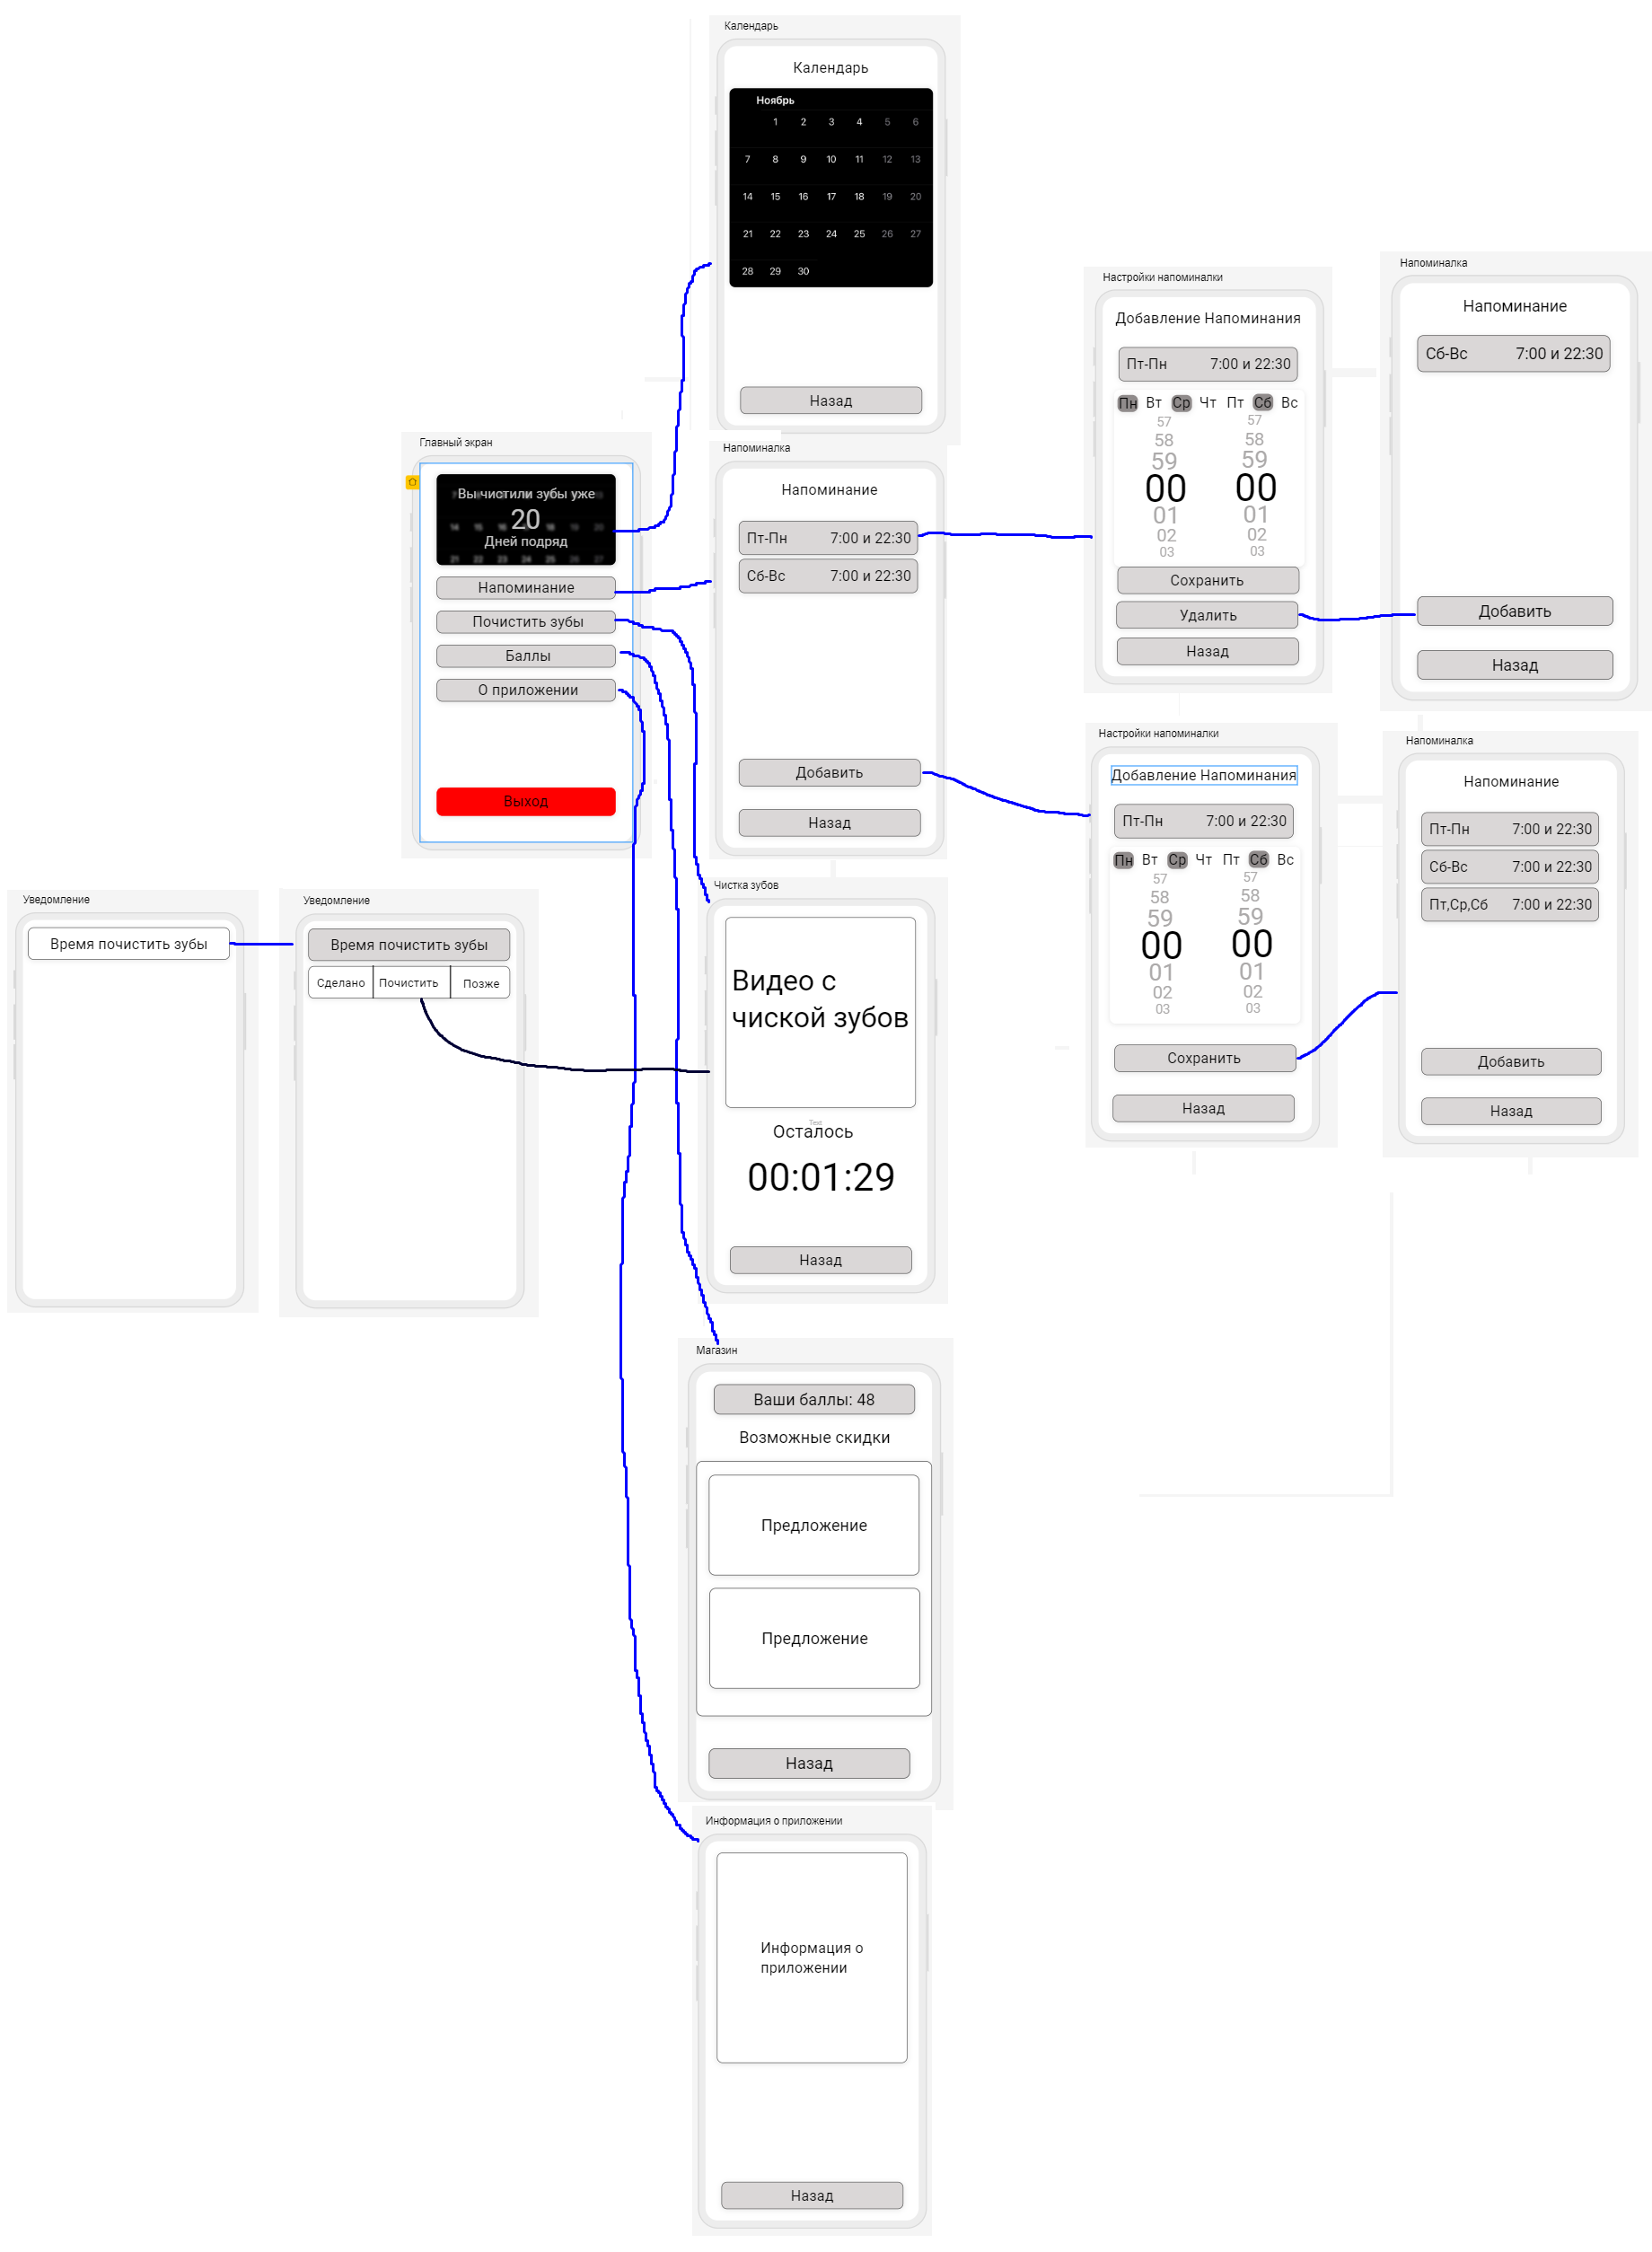 Календарь
Календарь
Ноябрь
1 2 3 4 5 6
7 8 9 10 11 12 13
14 15 16 17 18 19 20
21 22 23 24 25 26 27
28 29 30
Назад
Главный экран
Вы чистили зубы уже
20
Дней подряд
Напоминание
Почистить зубы
Баллы
О приложении
Выход
Напоминалка
Напоминание
Пт-Пн 7:00 и 22:30
Сб-Вс 7:00 и 22:30
Добавить
Назад
Настройки напоминалки
Добавление Напоминания
Пт-Пн 7:00 и 22:30
Пн Вт Ср Чт Пт Сб Вс
57 57
58 58
59 59
00 00
01 01
02 02
03 03
Сохранить
Удалить
Назад
Напоминалка
Напоминание
Сб-Вс 7:00 и 22:30
Добавить
Назад
Настройки напоминалки
Добавление Напоминания
Пт-Пн 7:00 и 22:30
Пн Вт Ср Чт Пт Сб Вс
57 57
58 58
59 59
00 00
01 01
02 02
03 03
Сохранить
Назад
Напоминалка
Напоминание
Пт-Пн 7:00 и 22:30
Сб-Вс 7:00 и 22:30
Пт,Ср,Сб 7:00 и 22:30
Добавить
Назад
Уведомление
Время почистить зубы
Уведомление
Время почистить зубы
Сделано Почистить Позже
Чистка зубов
Видео с
чиской зубов
Text
Осталось
00:01:29
Назад
Магазин
Ваши баллы: 48
Возможные скидки
Предложение
Предложение
Назад
Информация о приложении
Информация о
приложении
Назад